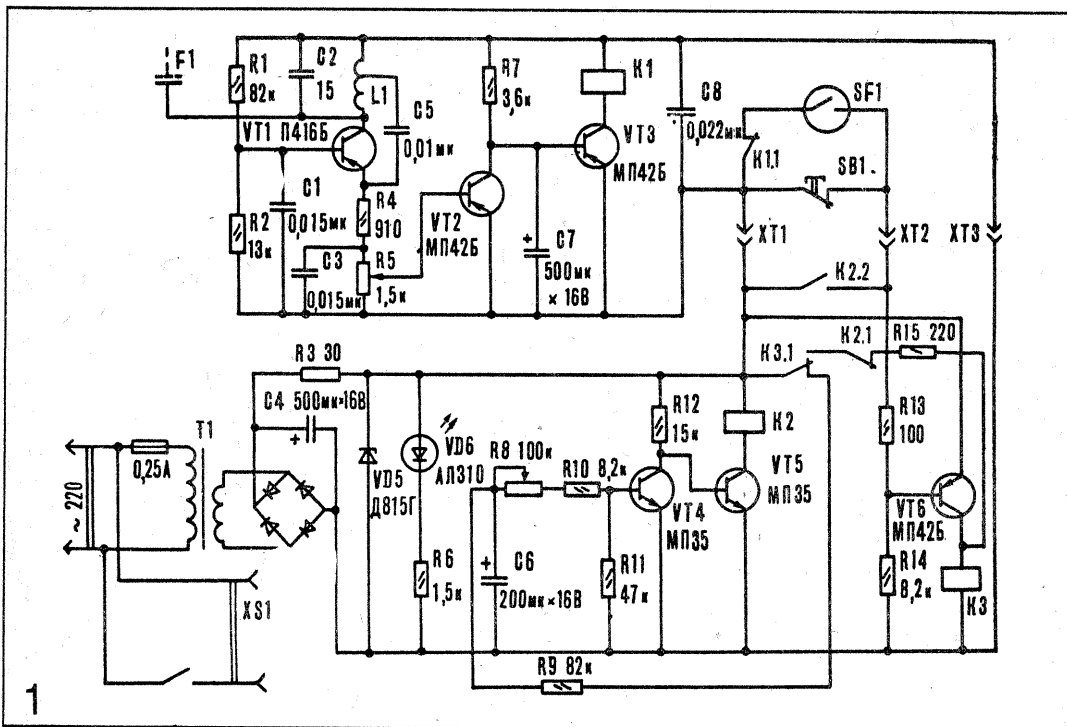 F1
R1
82к
C2
15
L1
C5
0,01мк
VT1 П416Б
R7
3,6к
K1
C8
0,022мк
SF1
K1.1
SB1.
VT3
МП42Б
C1
0,015мк
R2
13к
R4
910
VT2
МП42Б
C3
0,015мк
R5
1,5к
C7
+
500мк
× 16В
XT1
XT2
XT3
K2.2
R3 30
C4 500мк×16В
+
K3.1
K2.1
R15 220
T1
0,25А
~ 220
VD5
Д815Г
VD6
АЛ310
R8 100к
R10 8,2к
R12
15к
K2
VT5
МП35
R13
100
VT4
МП35
VT6
МП42Б
R6
1,5к
+
C6
200мк×16В
R11
47к
R14
8,2к
K3
XS1
R9 82к
1